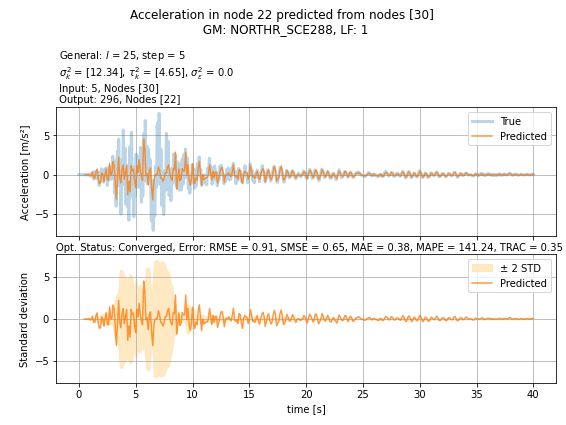 Acceleration in node 22 predicted from nodes [30]
GM: NORTHR_SCE288, LF: 1
General: l = 25, step = 5
σ²ₖ = [12.34], τ²ₖ = [4.65], σ²ε = 0.0
Input: 5, Nodes [30]
Output: 296, Nodes [22]
Acceleration [m/s²]
5
0
−5
True
Predicted
Opt. Status: Converged, Error: RMSE = 0.91, SMSE = 0.65, MAE = 0.38, MAPE = 141.24, TRAC = 0.35
Standard deviation
5
0
−5
± 2 STD
Predicted
0 5 10 15 20 25 30 35 40
time [s]